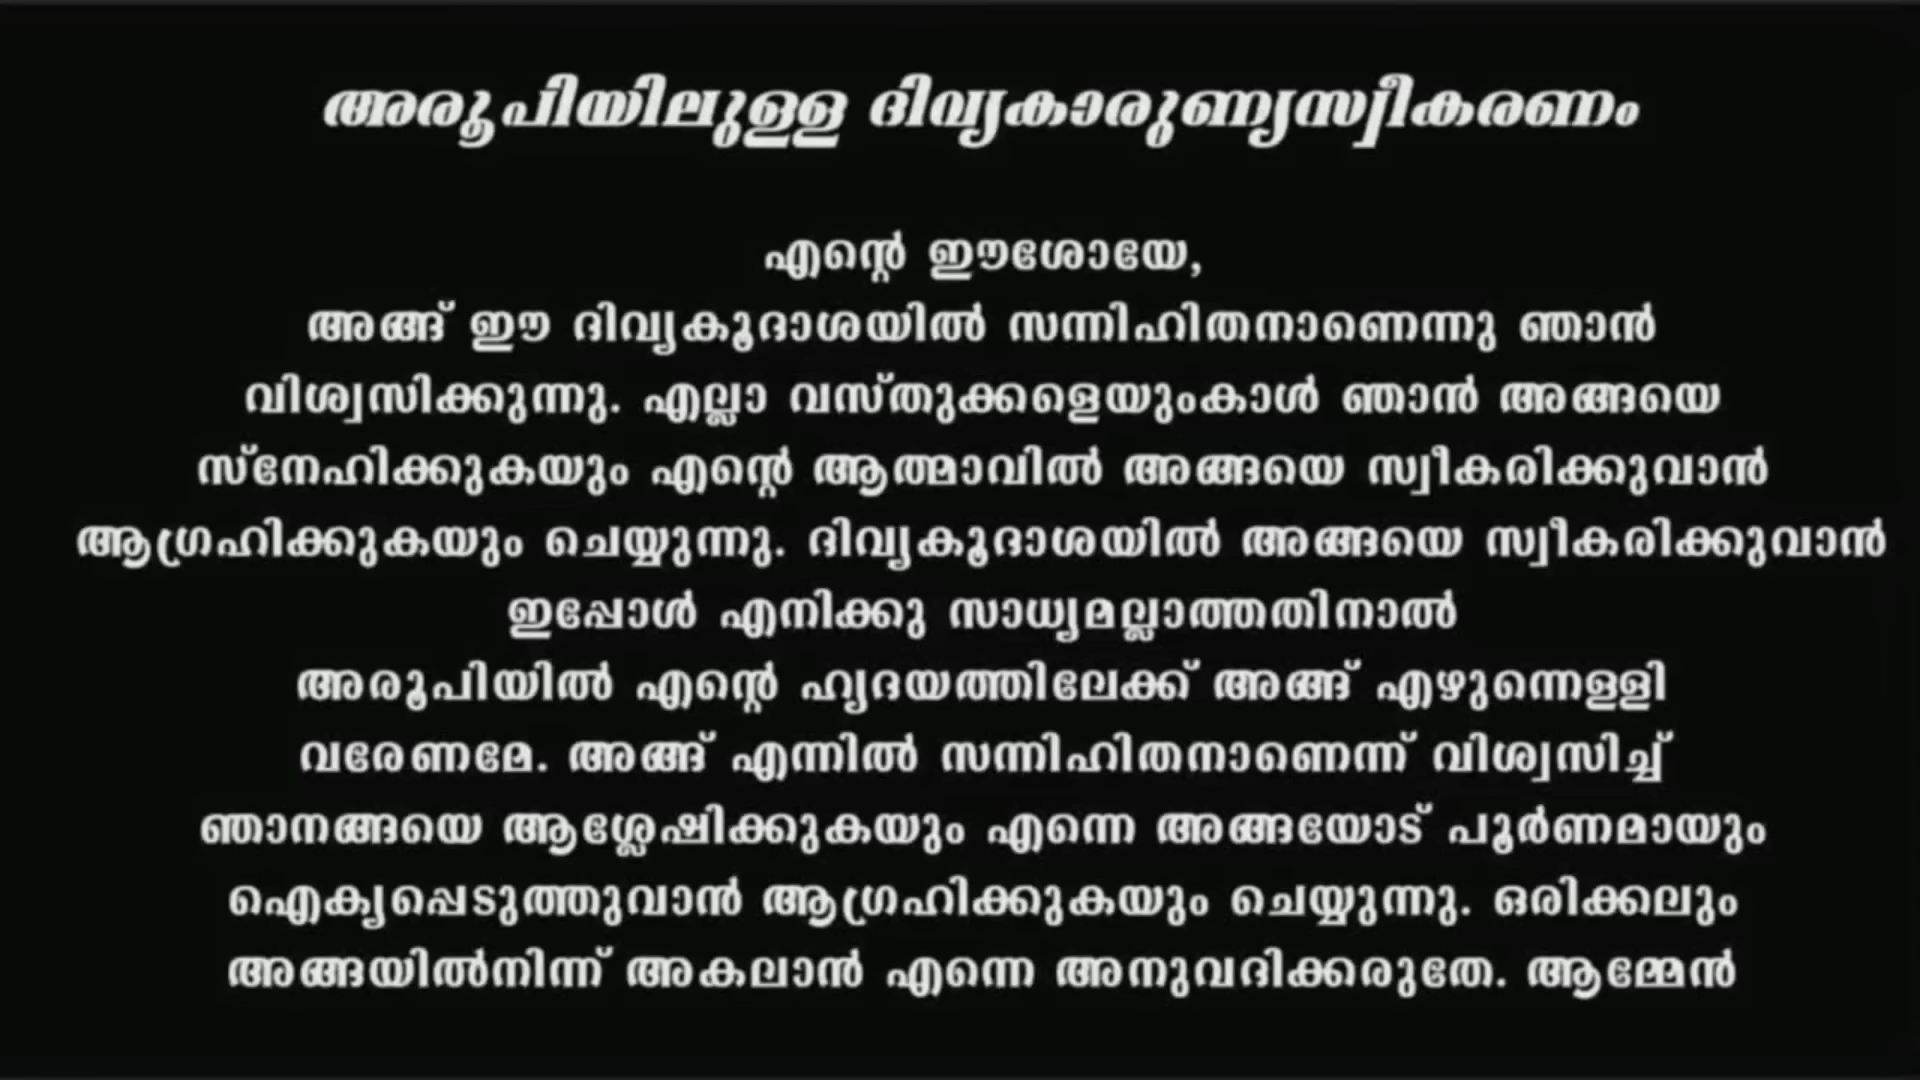 അരൂപിയിലുള്ള ദിവ്യകാരുണ്യസ്വീകരണം
എന്റെ ഈശോയേ,
അങ്ങ് ഈ ദിവ്യകൂദാശയിൽ സന്നിഹിതനാണെന്നു ഞാൻ
വിശ്വസിക്കുന്നു. എല്ലാ വസ്തുക്കളെയുംകാൾ ഞാൻ അങ്ങയെ
സ്നേഹിക്കുകയും എന്റെ ആത്മാവിൽ അങ്ങയെ സ്വീകരിക്കുവാൻ
ആഗ്രഹിക്കുകയും ചെയ്യുന്നു. ദിവ്യകൂദാശയിൽ അങ്ങയെ സ്വീകരിക്കുവാൻ
ഇപ്പോൾ എനിക്കു സാധ്യമല്ലാത്തതിനാൽ
അരൂപിയിൽ എന്റെ ഹൃദയത്തിലേക്ക് അങ്ങ് എഴുന്നെള്ളി
വരേണമേ. അങ്ങ് എന്നിൽ സന്നിഹിതനാണെന്ന് വിശ്വസിച്ച്
ഞാനങ്ങയെ ആശ്ലേഷിക്കുകയും എന്നെ അങ്ങയോട് പൂർണമായും
ഐക്യപ്പെടുത്തുവാൻ ആഗ്രഹിക്കുകയും ചെയ്യുന്നു. ഒരിക്കലും
അങ്ങയിൽനിന്ന് അകലാൻ എന്നെ അനുവദിക്കരുതേ. ആമ്മേൻ